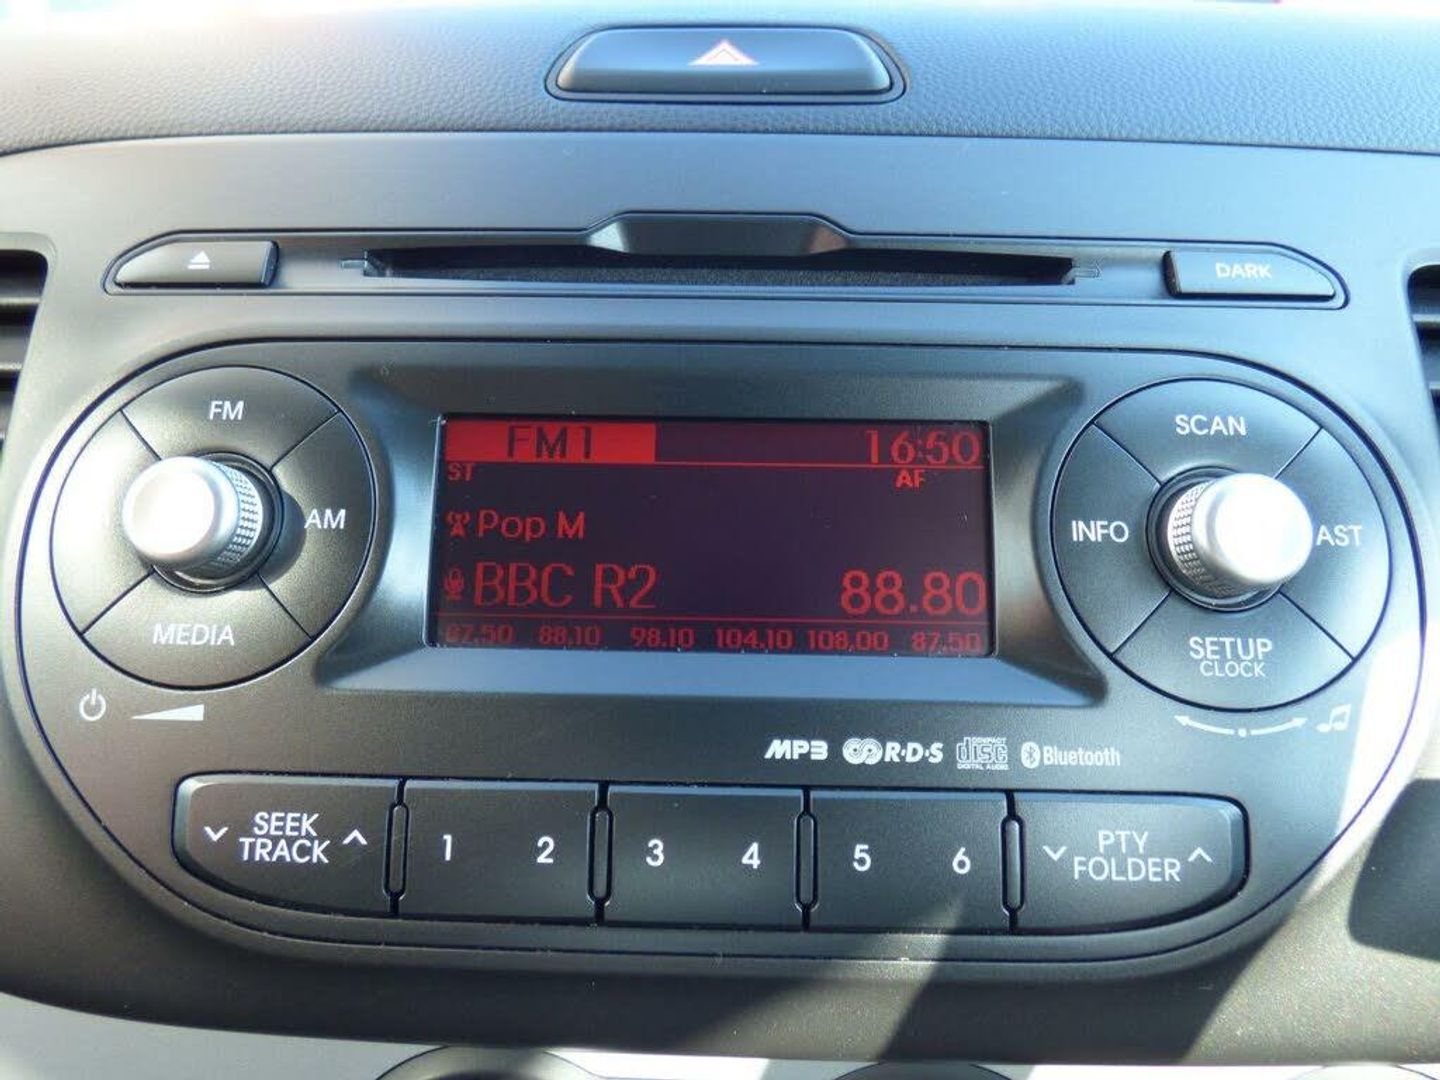 DARK
FM
AM
MEDIA
FM1 16:50
ST AF
Pop M
BBC R2 88.80
87.50 88.10 98.10 104.10 108.00 87.50
SCAN
INFO
AST
SETUP
CLOCK
MP3 R·D·S COMPACT disc DIGITAL AUDIO Bluetooth
SEEK
TRACK
1 2 3 4 5 6
PTY
FOLDER